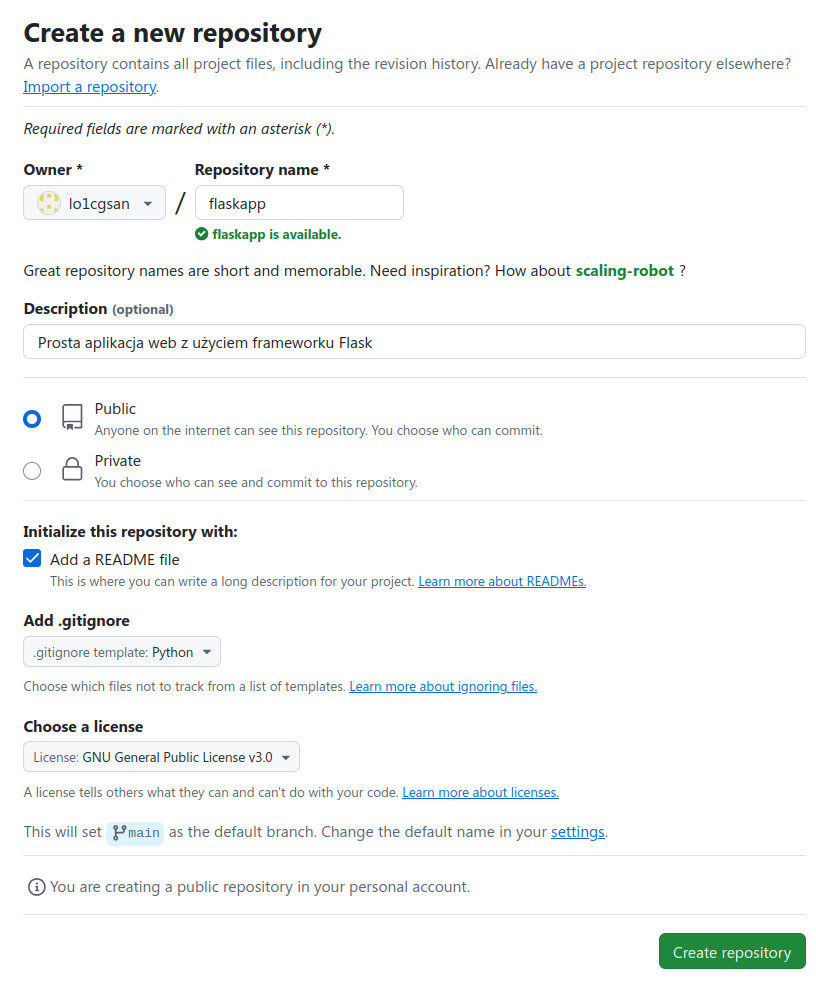 Create a new repository
A repository contains all project files, including the revision history. Already have a project repository elsewhere?
Import a repository.
Required fields are marked with an asterisk (*).
Owner * Repository name *
lo1cgsan / flaskapp
flaskapp is available.
Great repository names are short and memorable. Need inspiration? How about scaling-robot ?
Description (optional)
Prosta aplikacja web z użyciem frameworku Flask
Public
Anyone on the internet can see this repository. You choose who can commit.
Private
You choose who can see and commit to this repository.
Initialize this repository with:
Add a README file
This is where you can write a long description for your project. Learn more about READMEs.
Add .gitignore
.gitignore template: Python
Choose which files not to track from a list of templates. Learn more about ignoring files.
Choose a license
License: GNU General Public License v3.0
A license tells others what they can and can't do with your code. Learn more about licenses.
This will set main as the default branch. Change the default name in your settings.
You are creating a public repository in your personal account.
Create repository